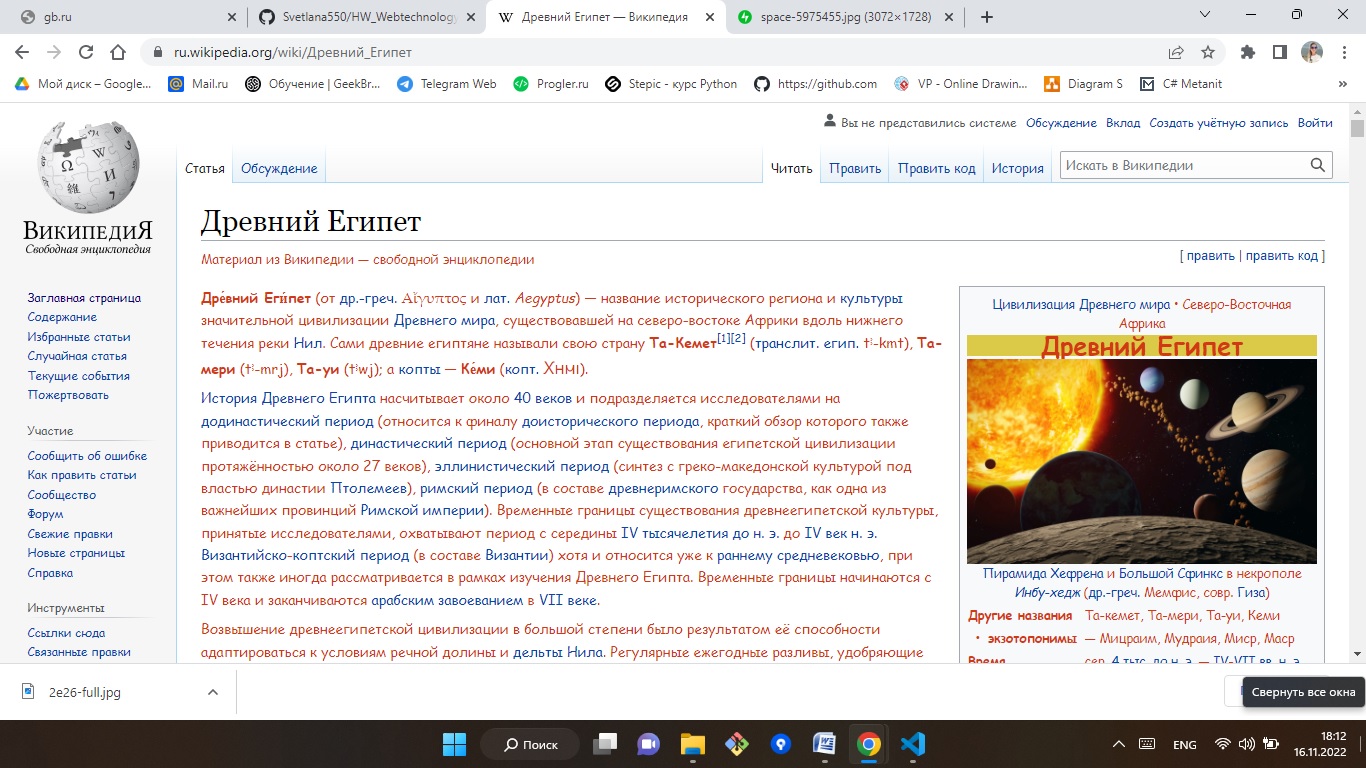 gb.ru
Svetlana550/HW_Webtechnology
Древний Египет — Википедия
space-5975455.jpg (3072×1728)
ru.wikipedia.org/wiki/Древний_Египет
Мой диск – Google...
Mail.ru
Обучение | GeekBr...
Telegram Web
Progler.ru
Stepic - курс Python
https://github.com
VP - Online Drawin...
Diagram S
C# Metanit
»
Вы не представились системе Обсуждение Вклад Создать учётную запись Войти
Статья Обсуждение Читать Править Править код История Искать в Википедии
ВикипедиЯ
Свободная энциклопедия
Заглавная страница
Содержание
Избранные статьи
Случайная статья
Текущие события
Пожертвовать
Участие
Сообщить об ошибке
Как править статьи
Сообщество
Форум
Свежие правки
Новые страницы
Справка
Инструменты
Ссылки сюда
Связанные правки
Древний Египет
Материал из Википедии — свободной энциклопедии
[ править | править код ]
Дре́вний Еги́пет (от др.-греч. Αἴγυπτος и лат. Aegyptus) — название исторического региона и культуры
значительной цивилизации Древнего мира, существовавшей на северо-востоке Африки вдоль нижнего
течения реки Нил. Сами древние египтяне называли свою страну Та-Кемет[1][2] (транслит. егип. tꜣ-kmt), Та-
мери (tꜣ-mrj), Та-уи (tꜣwj); а копты — Ке́ми (копт. Ⲭⲏⲙⲓ).
История Древнего Египта насчитывает около 40 веков и подразделяется исследователями на
додинастический период (относится к финалу доисторического периода, краткий обзор которого также
приводится в статье), династический период (основной этап существования египетской цивилизации
протяжённостью около 27 веков), эллинистический период (синтез с греко-македонской культурой под
властью династии Птолемеев), римский период (в составе древнеримского государства, как одна из
важнейших провинций Римской империи). Временные границы существования древнеегипетской культуры,
принятые исследователями, охватывают период с середины IV тысячелетия до н. э. до IV век н. э.
Византийско-коптский период (в составе Византии) хотя и относится уже к раннему средневековью, при
этом также иногда рассматривается в рамках изучения Древнего Египта. Временные границы начинаются с
IV века и заканчиваются арабским завоеванием в VII веке.
Возвышение древнеегипетской цивилизации в большой степени было результатом её способности
адаптироваться к условиям речной долины и дельты Нила. Регулярные ежегодные разливы, удобряющие
Цивилизация Древнего мира • Северо-Восточная
Африка
Древний Египет
Пирамида Хефрена и Большой Сфинкс в некрополе
Инбу-хедж (др.-греч. Мемфис, совр. Гиза)
Другие названия Та-кемет, Та-мери, Та-уи, Кеми
• экзотопонимы — Мицраим, Мудраия, Миср, Маср
Время сер. 4 тыс. до н. э. — IV-VII вв. н. э.
2e26-full.jpg
Свернуть все окна
Поиск
ENG
18:12
16.11.2022